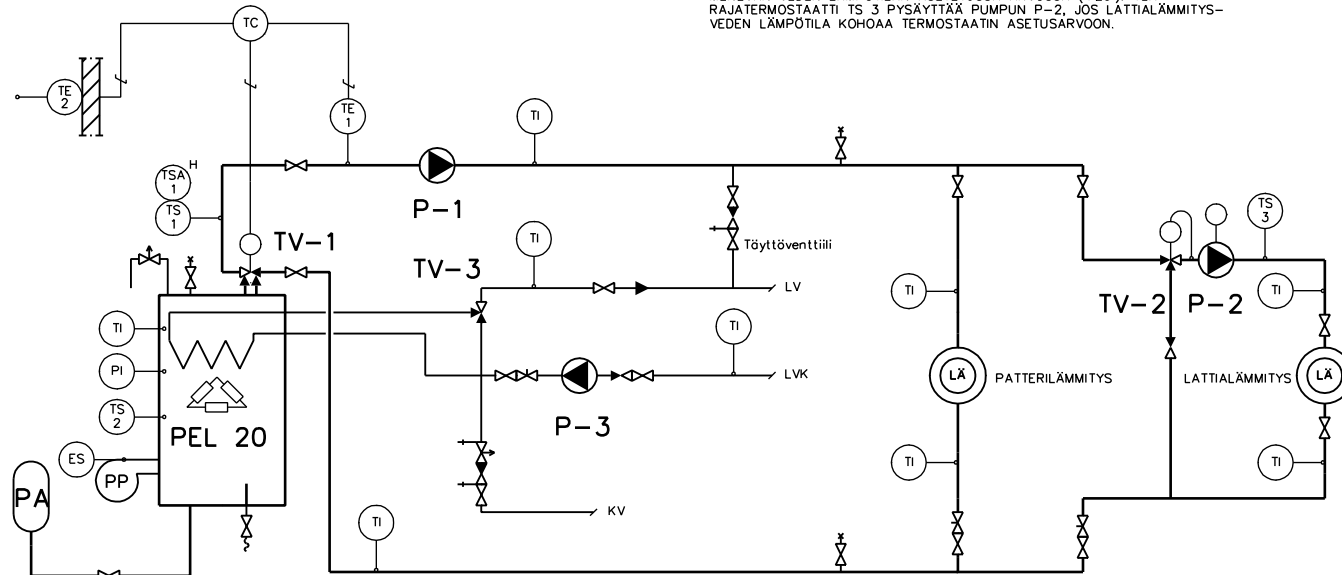 RAJATERMOSTAATTI TS 3 PYSÄYTTÄÄ PUMPUN P-2, JOS LATTIALÄMMITYS-
VEDEN LÄMPÖTILA KOHOAA TERMOSTAATIN ASETUSARVOON.
TC
TE
2
TE
1
TI
H
TSA
1
TS
1
P-1
TV-1
TV-3
TI
Töyttöventtiili
TS
3
LV
TV-2
P-2
TI
TI
TI
TI
PI
LVK
LÄ
PATTERILÄMMITYS
LATTIALÄMMITYS
LÄ
TS
2
P-3
PEL 20
ES
PP
TI
TI
PA
KV
TI